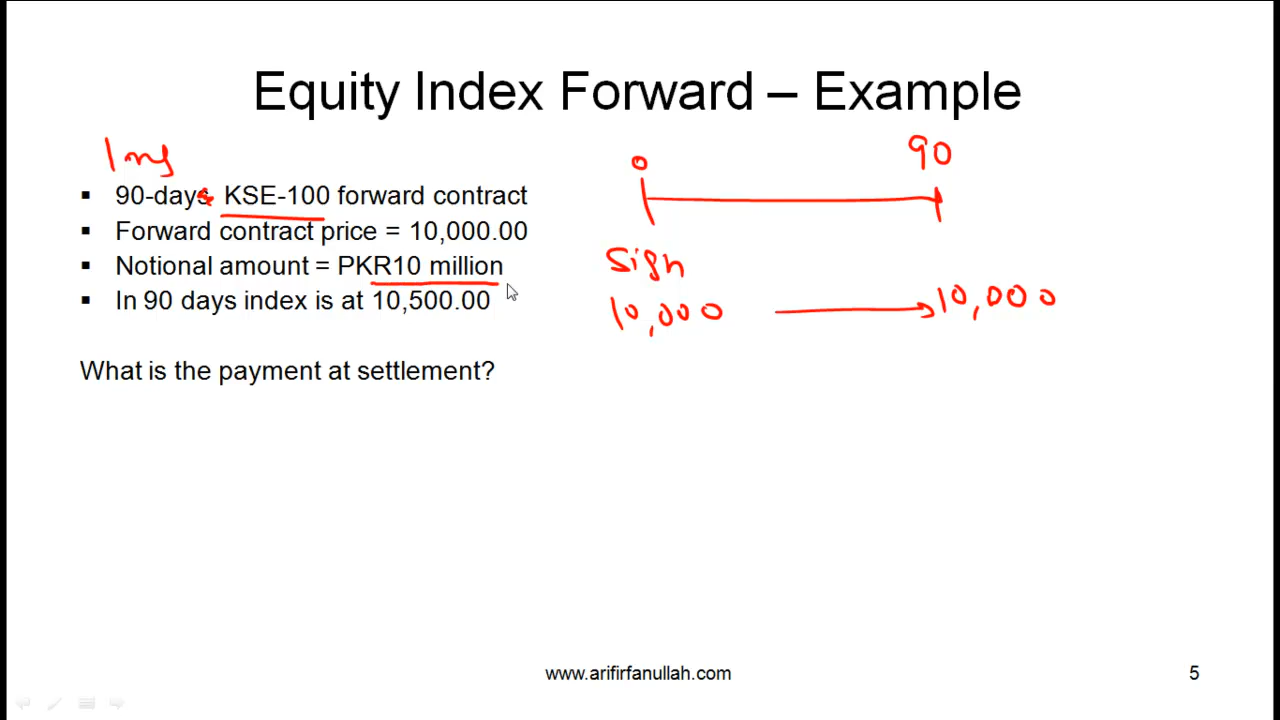 Equity Index Forward – Example
long
▪ 90-days KSE-100 forward contract
▪ Forward contract price = 10,000.00
▪ Notional amount = PKR10 million
▪ In 90 days index is at 10,500.00
What is the payment at settlement?
0 90
Sign
10,000 10,000
www.arifirfanullah.com 5